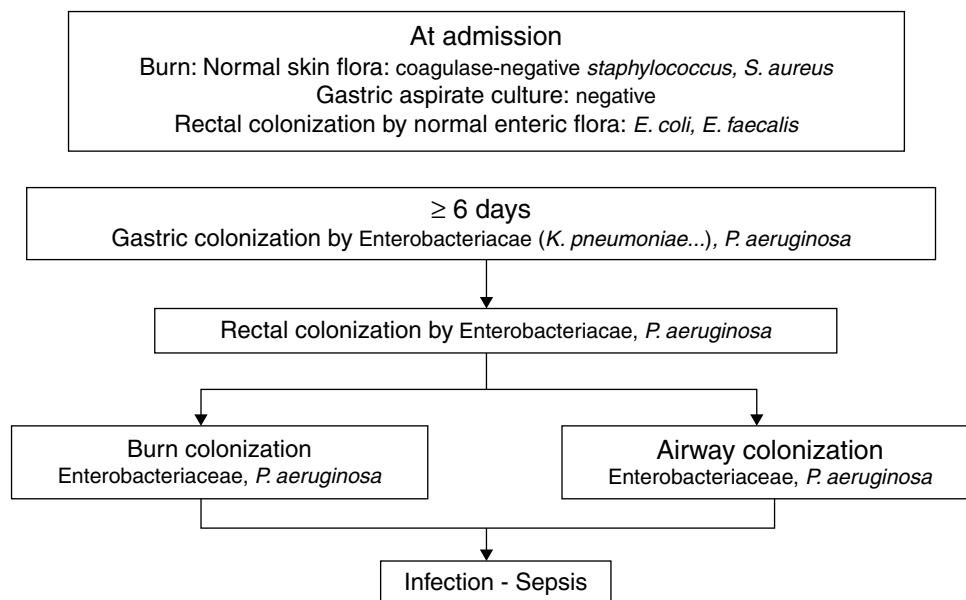 At admission
Burn: Normal skin flora: coagulase-negative staphylococcus, S. aureus
Gastric aspirate culture: negative
Rectal colonization by normal enteric flora: E. coli, E. faecalis
≥ 6 days
Gastric colonization by Enterobacteriacae (K. pneumoniae...), P. aeruginosa
Rectal colonization by Enterobacteriacae, P. aeruginosa
Burn colonization
Enterobacteriaceae, P. aeruginosa
Airway colonization
Enterobacteriaceae, P. aeruginosa
Infection - Sepsis